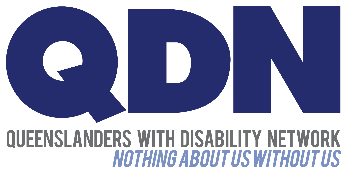 QDN
QUEENSLANDERS WITH DISABILITY NETWORK
NOTHING ABOUT US WITHOUT US